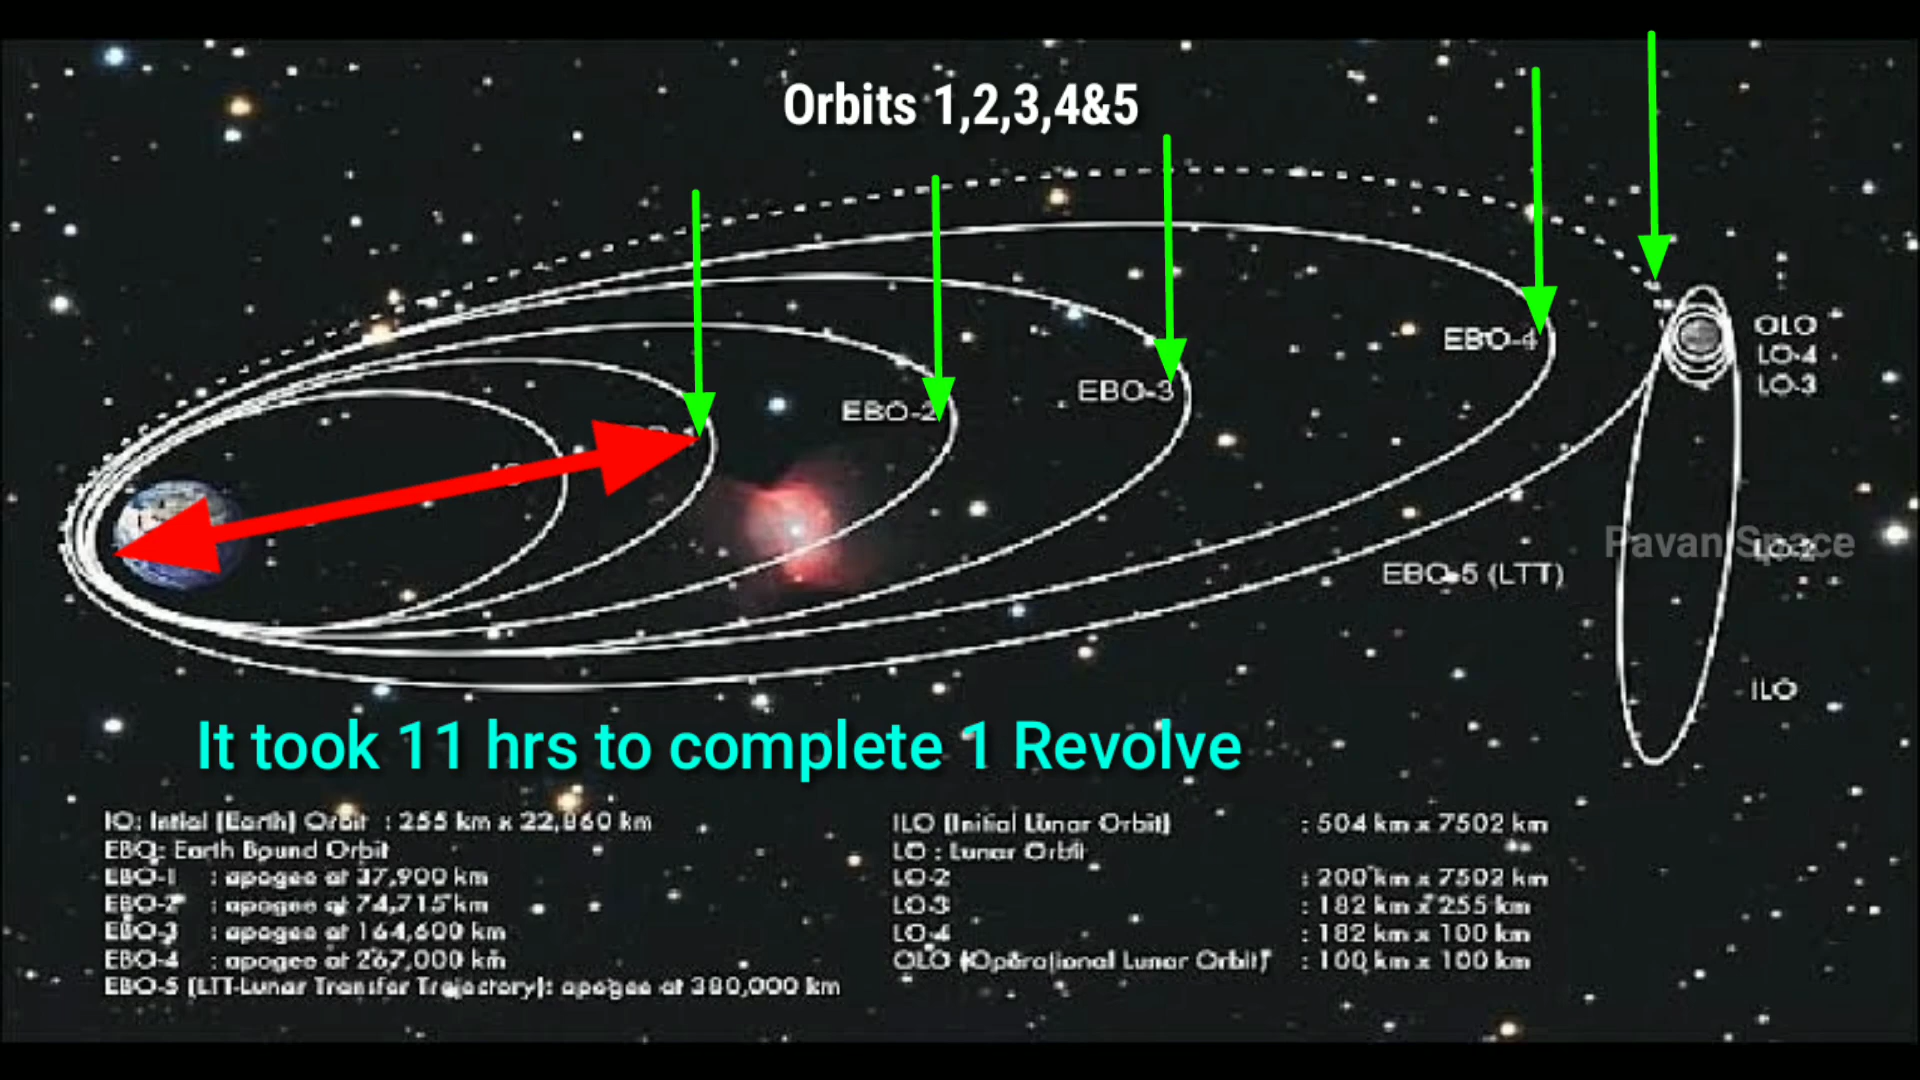 Orbits 1,2,3,4&5
EBO-4
OLO
LO-4
LO-3
EBO-3
EBO-2
IO
Pavan Space
LO-2
EBO-5 (LTT)
ILO
It took 11 hrs to complete 1 Revolve
IO: Intial (Earth) Orbit : 255 km x 22,860 km
EBO: Earth Bound Orbit
EBO-1 : apogee at 37,900 km
EBO-2 : apogee at 74,715 km
EBO-3 : apogee at 164,600 km
EBO-4 : apogee at 267,000 km
EBO-5 (LTT-Lunar Transfer Trajectory): apogee at 380,000 km
ILO (Initial Lunar Orbit) : 504 km x 7502 km
LO : Lunar Orbit
LO-2 : 200 km x 7502 km
LO-3 : 182 km x 255 km
LO-4 : 182 km x 100 km
OLO (Operational Lunar Orbit) : 100 km x 100 km